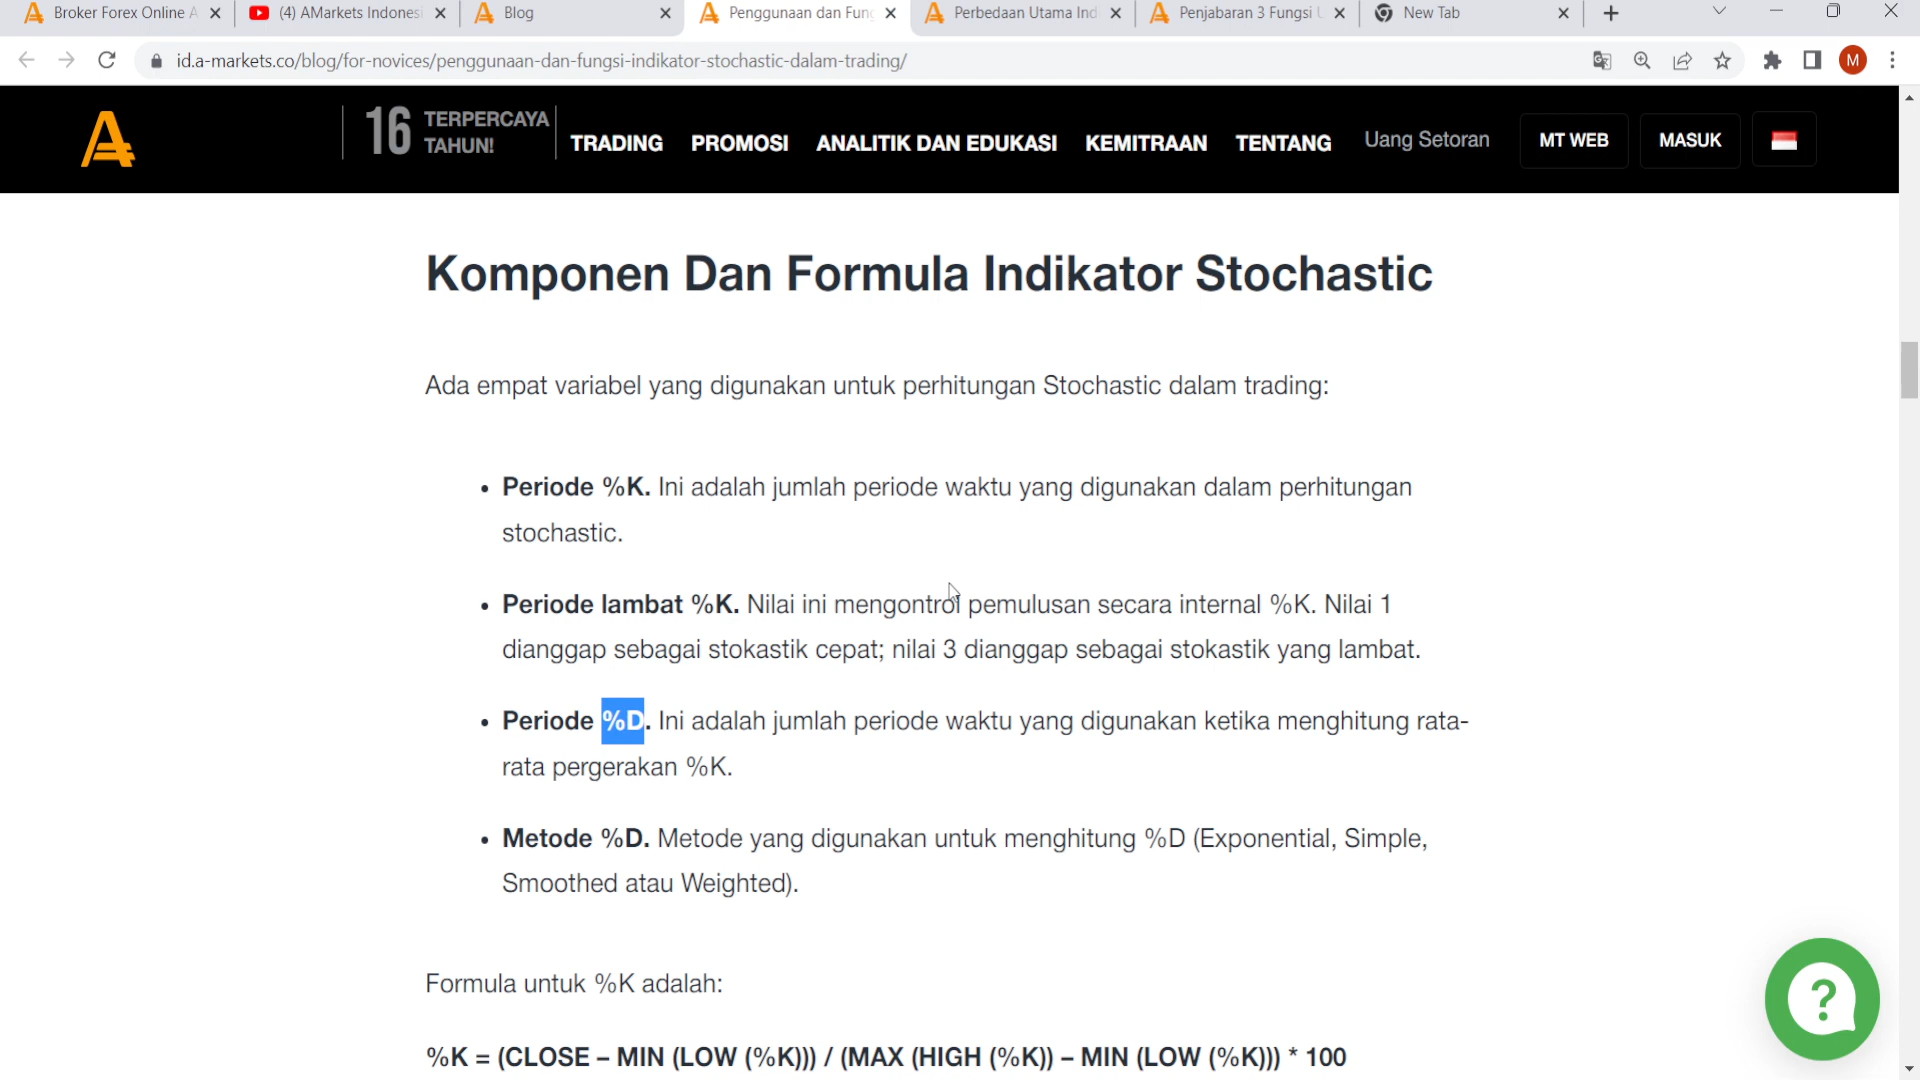 Broker Forex Online A
(4) AMarkets Indonesi
Blog
Penggunaan dan Fung
Perbedaan Utama Ind
Penjabaran 3 Fungsi U
New Tab
id.a-markets.co/blog/for-novices/penggunaan-dan-fungsi-indikator-stochastic-dalam-trading/
M
16 TERPERCAYA
TAHUN!
TRADING
PROMOSI
ANALITIK DAN EDUKASI
KEMITRAAN
TENTANG
Uang Setoran
MT WEB
MASUK
Komponen Dan Formula Indikator Stochastic
Ada empat variabel yang digunakan untuk perhitungan Stochastic dalam trading:
• Periode %K. Ini adalah jumlah periode waktu yang digunakan dalam perhitungan
stochastic.
• Periode lambat %K. Nilai ini mengontrol pemulusan secara internal %K. Nilai 1
dianggap sebagai stokastik cepat; nilai 3 dianggap sebagai stokastik yang lambat.
• Periode %D. Ini adalah jumlah periode waktu yang digunakan ketika menghitung rata-
rata pergerakan %K.
• Metode %D. Metode yang digunakan untuk menghitung %D (Exponential, Simple,
Smoothed atau Weighted).
Formula untuk %K adalah:
%K = (CLOSE – MIN (LOW (%K))) / (MAX (HIGH (%K)) – MIN (LOW (%K))) * 100
?